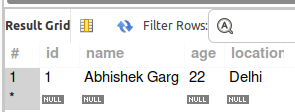 Result Grid Filter Rows:
# id name age location
1 1 Abhishek Garg 22 Delhi
* NULL NULL NULL NULL